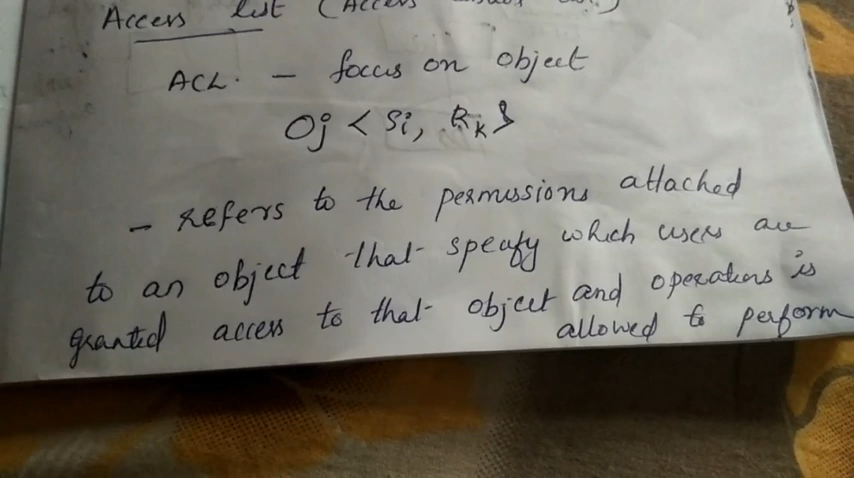 Access list (Access
ACL. - focus on object
Oj < Si, Rk >
- refers to the permissions attached
to an object that specify which users are
granted access to that object and operations is
allowed to perform